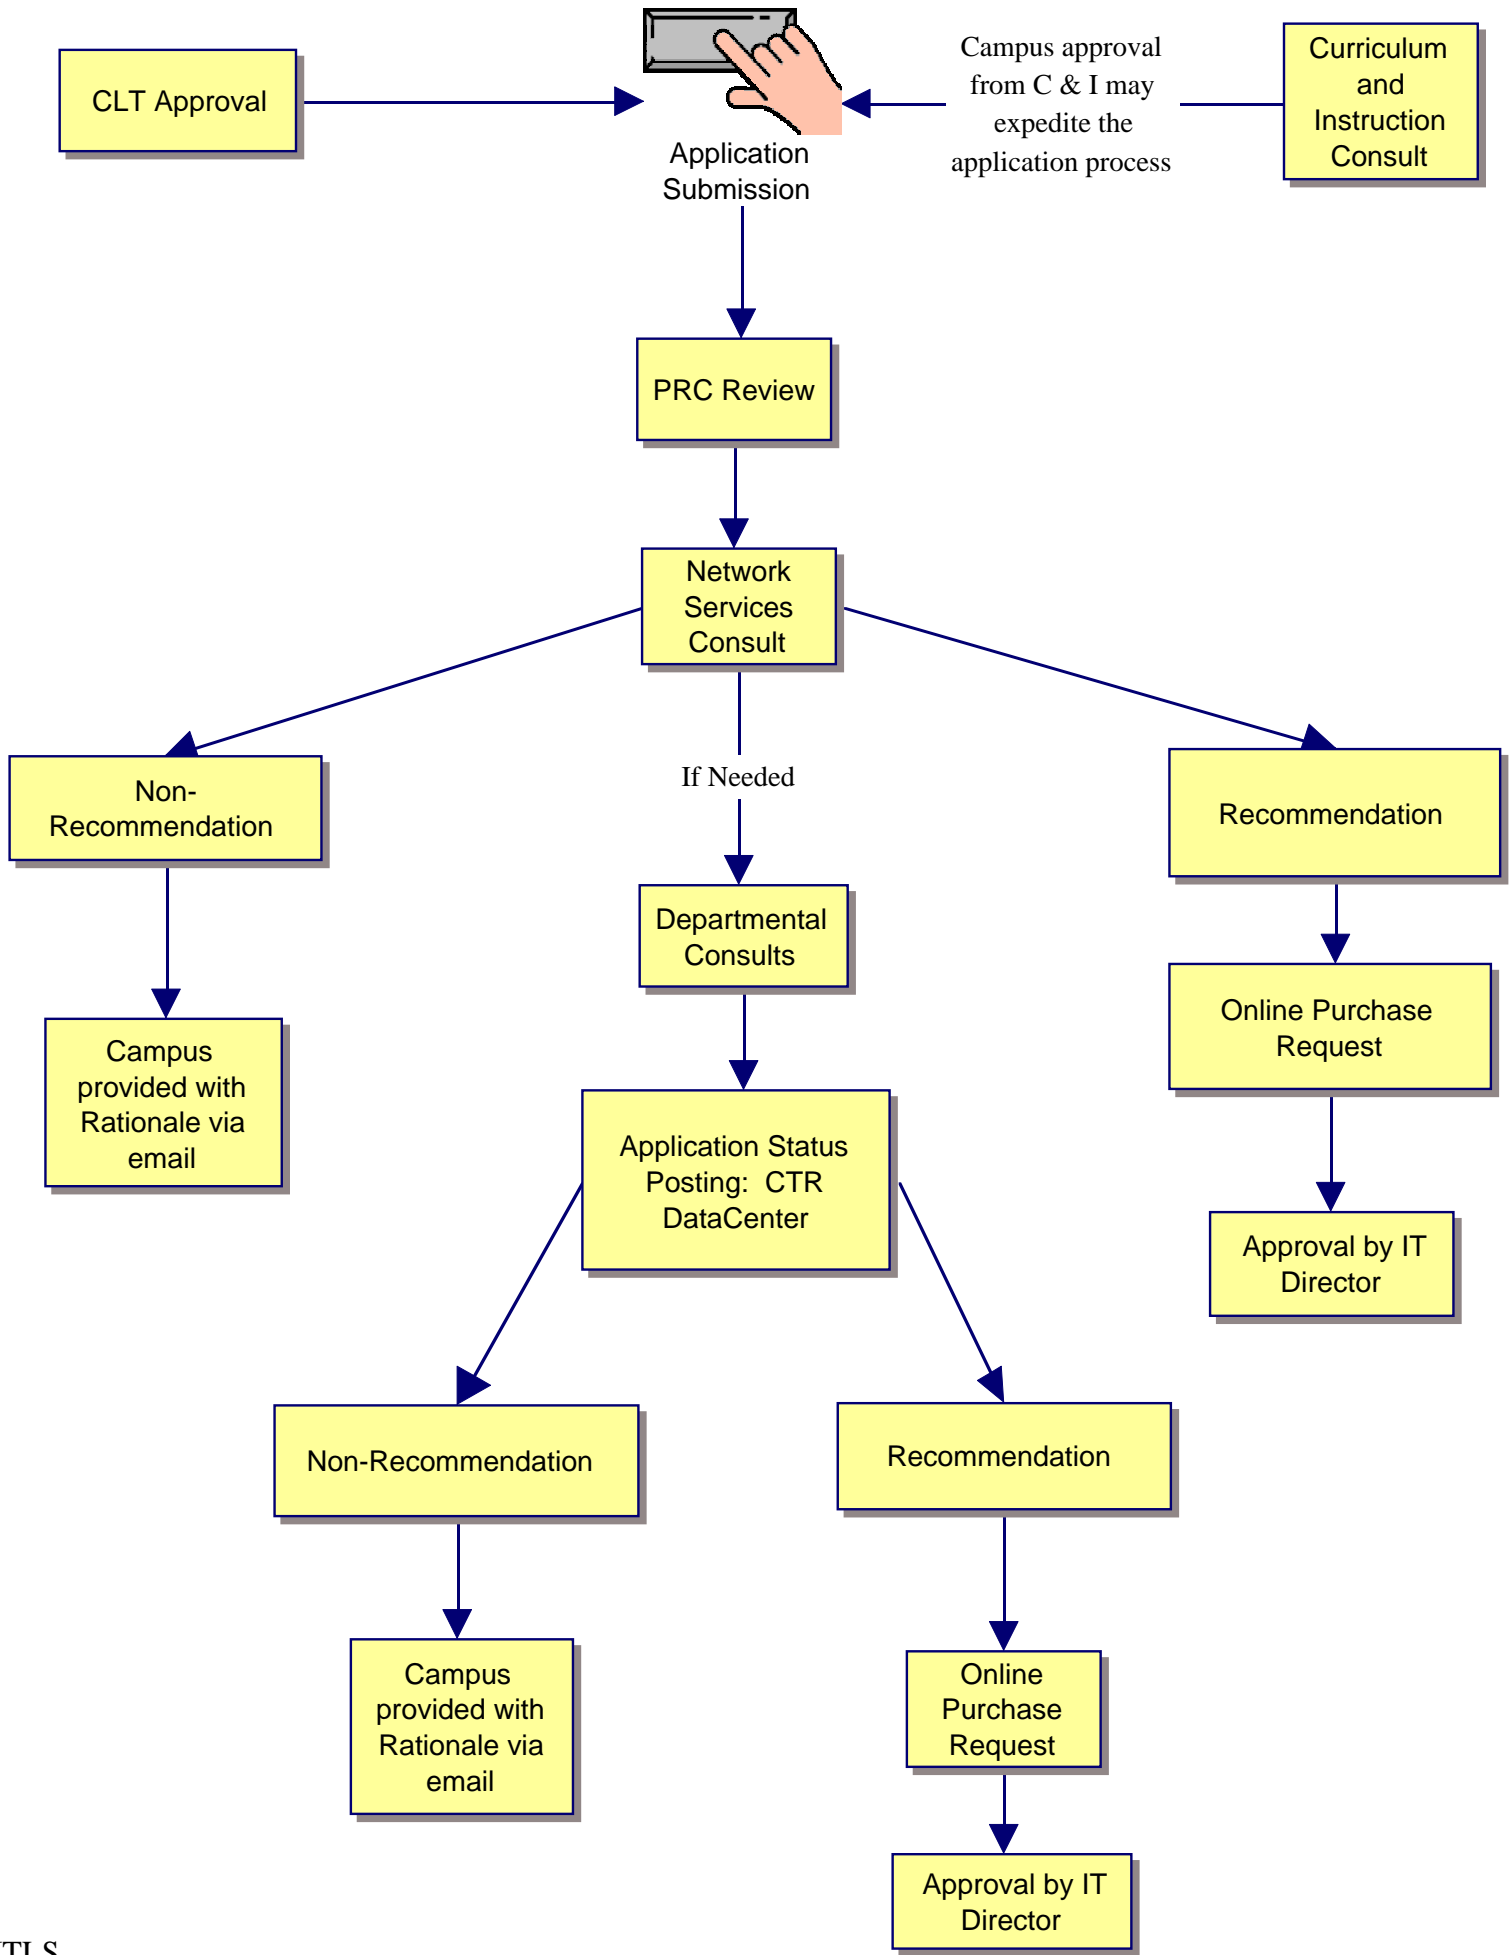 CLT Approval
Application
Submission
Campus approval
from C & I may
expedite the
application process
Curriculum
and
Instruction
Consult
PRC Review
Network
Services
Consult
Non-
Recommendation
If Needed
Recommendation
Departmental
Consults
Online Purchase
Request
Campus
provided with
Rationale via
email
Application Status
Posting:  CTR
DataCenter
Approval by IT
Director
Non-Recommendation
Recommendation
Campus
provided with
Rationale via
email
Online
Purchase
Request
Approval by IT
Director